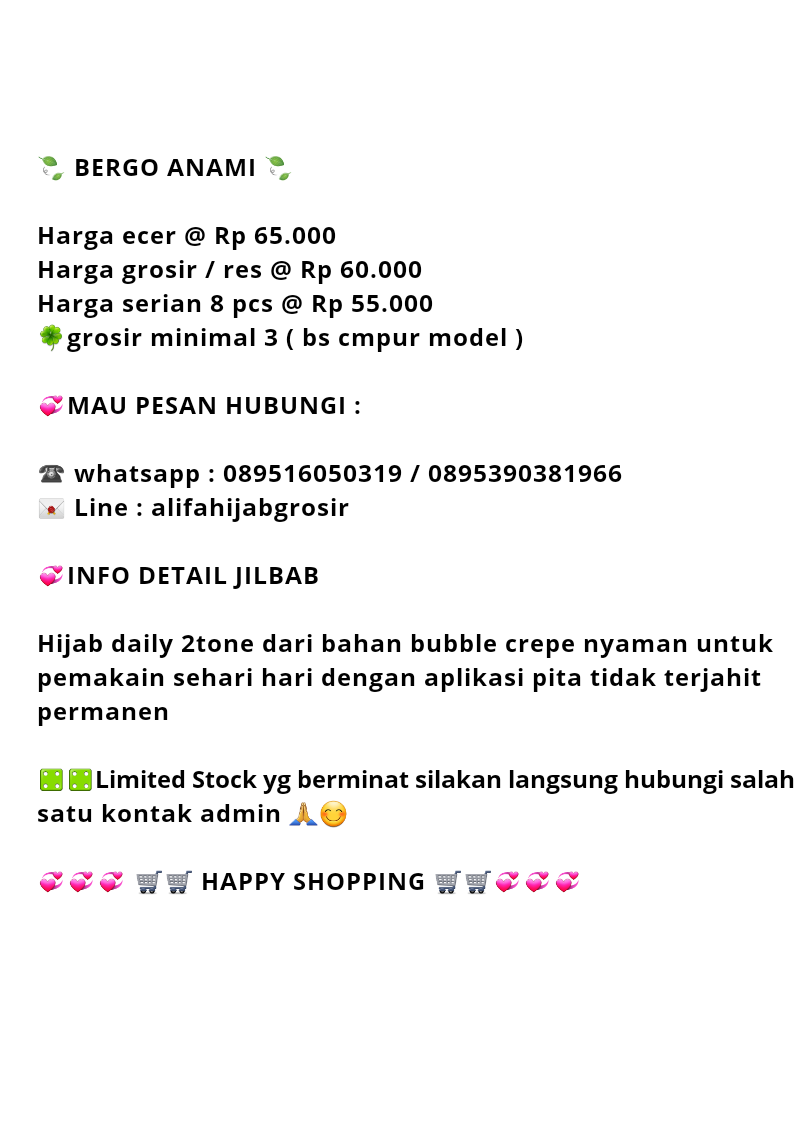 🍃 BERGO ANAMI 🍃
Harga ecer @ Rp 65.000
Harga grosir / res @ Rp 60.000
Harga serian 8 pcs @ Rp 55.000
🍀grosir minimal 3 ( bs cmpur model )
💞MAU PESAN HUBUNGI :
☎ whatsapp : 089516050319 / 0895390381966
💌 Line : alifahijabgrosir
💞INFO DETAIL JILBAB
Hijab daily 2tone dari bahan bubble crepe nyaman untuk
pemakain sehari hari dengan aplikasi pita tidak terjahit
permanen
Limited Stock yg berminat silakan langsung hubungi salah
satu kontak admin 🙏😊
💞💞💞 🛒🛒 HAPPY SHOPPING 🛒🛒💞💞💞